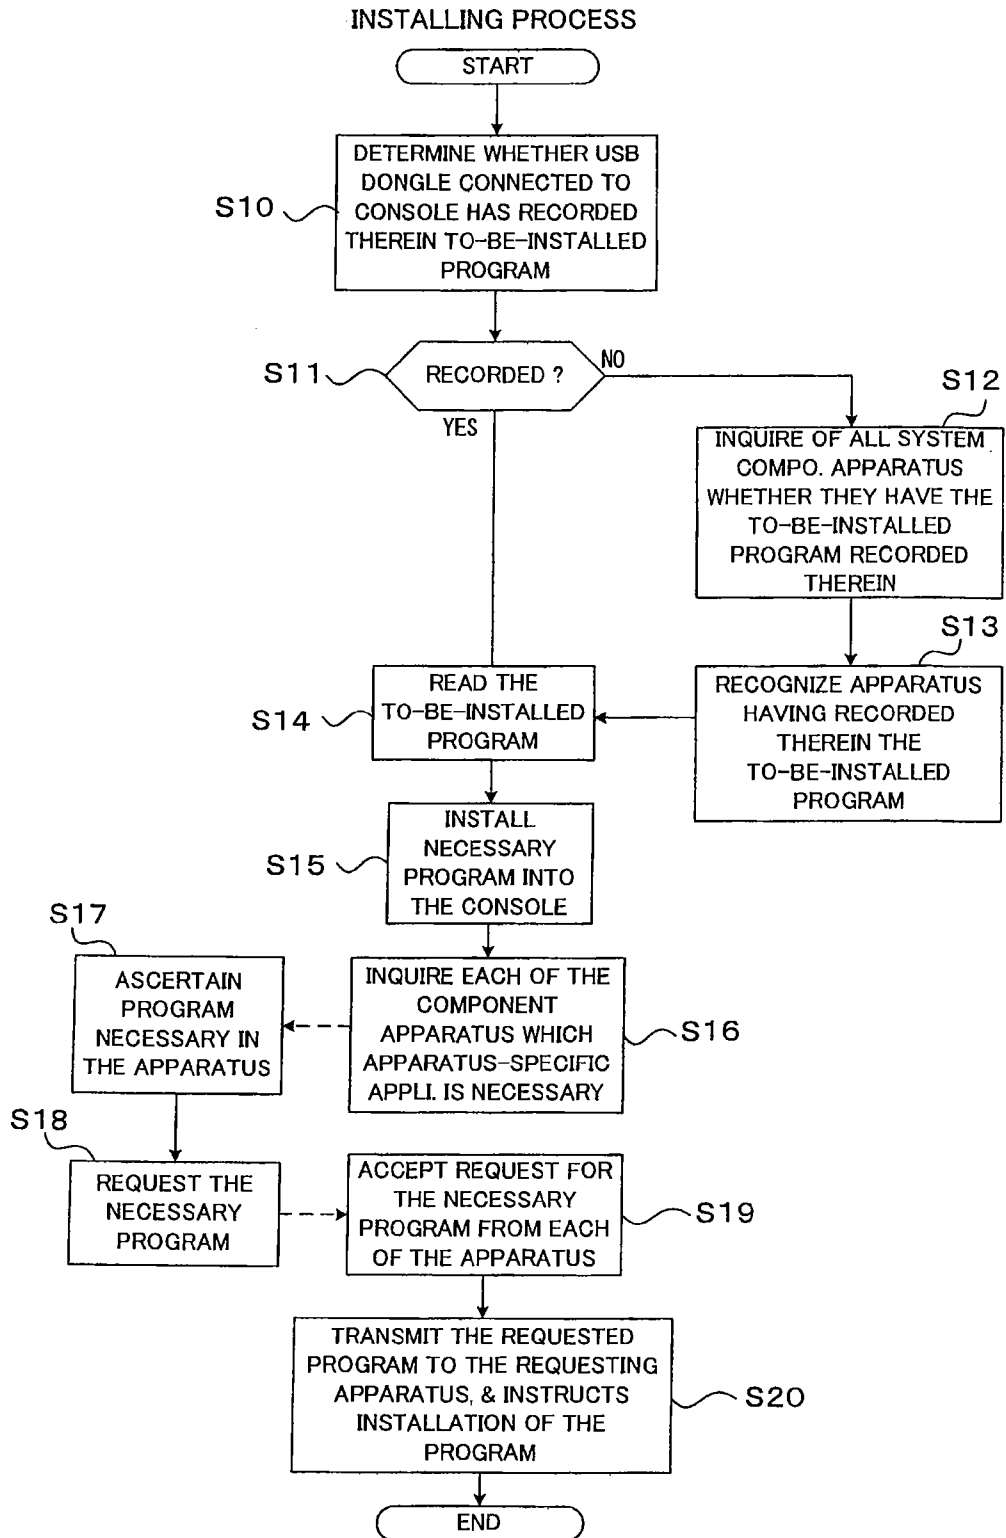 INSTALLING PROCESS
START
DETERMINE WHETHER USB
DONGLE CONNECTED TO
CONSOLE HAS RECORDED
THEREIN TO-BE-INSTALLED
PROGRAM
S10
S11
RECORDED ?
NO
YES
S12
INQUIRE OF ALL SYSTEM
COMPO. APPARATUS
WHETHER THEY HAVE THE
TO-BE-INSTALLED
PROGRAM RECORDED
THEREIN
S13
RECOGNIZE APPARATUS
HAVING RECORDED
THEREIN THE
TO-BE-INSTALLED
PROGRAM
S14
READ THE
TO-BE-INSTALLED
PROGRAM
S15
INSTALL
NECESSARY
PROGRAM INTO
THE CONSOLE
S16
INQUIRE EACH OF THE
COMPONENT
APPARATUS WHICH
APPARATUS-SPECIFIC
APPLI. IS NECESSARY
S17
ASCERTAIN
PROGRAM
NECESSARY IN
THE APPARATUS
S18
REQUEST THE
NECESSARY
PROGRAM
S19
ACCEPT REQUEST FOR
THE NECESSARY
PROGRAM FROM EACH
OF THE APPARATUS
S20
TRANSMIT THE REQUESTED
PROGRAM TO THE REQUESTING
APPARATUS, & INSTRUCTS
INSTALLATION OF THE
PROGRAM
END